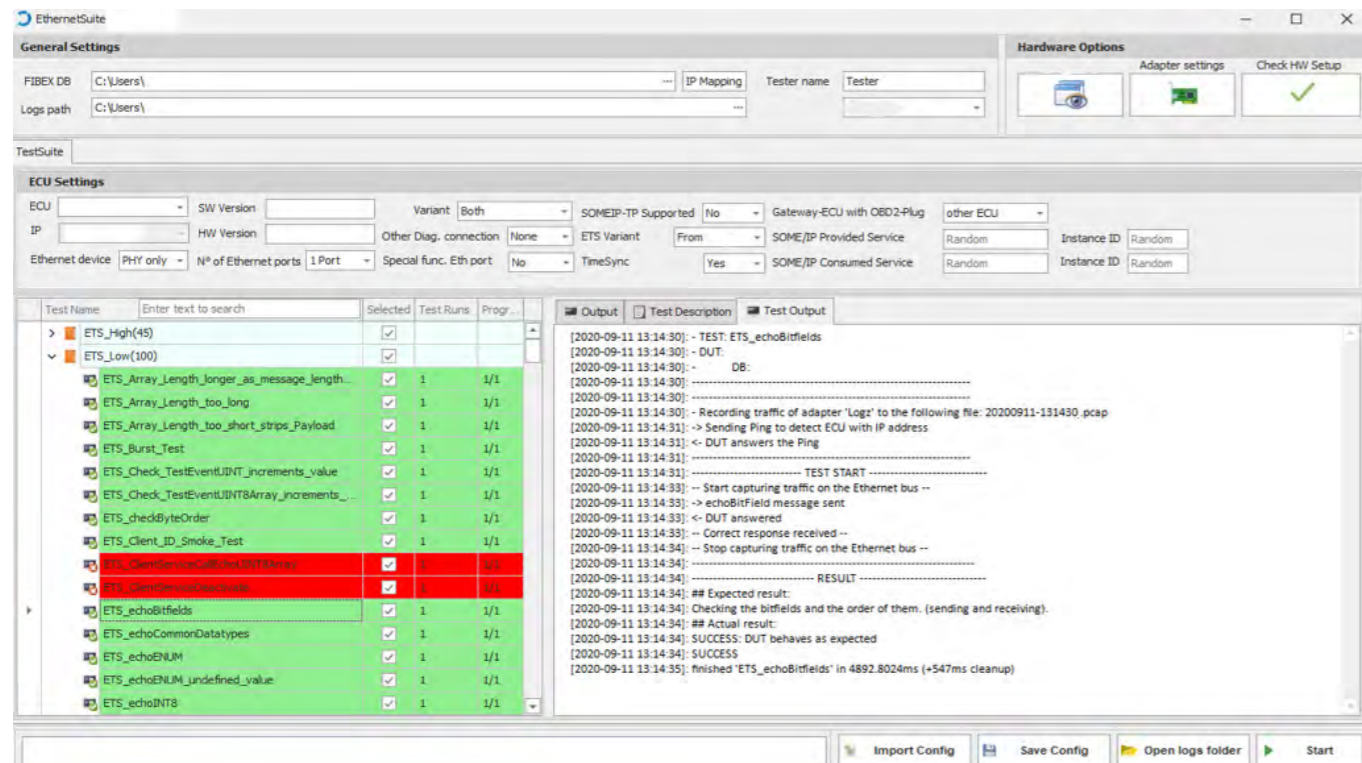 EthernetSuite
General Settings
Hardware Options
FIBEX DB C:\Users\ ... IP Mapping Tester name Tester
Adapter settings Check HW Setup
Logs path C:\Users\ ...
TestSuite
ECU Settings
ECU SW Version Variant Both SOMEIP-TP Supported No Gateway-ECU with OBD2-Plug other ECU
IP HW Version Other Diag. connection None ETS Variant From SOME/IP Provided Service Random Instance ID Random
Ethernet device PHY only Nº of Ethernet ports 1 Port Special func. Eth port No TimeSync Yes SOME/IP Consumed Service Random Instance ID Random
Test Name Enter text to search Selected Test Runs Progr...
ETS_High(45)
ETS_Low(100)
ETS_Array_Length_longer_as_message_length... 1 1/1
ETS_Array_Length_too_long 1 1/1
ETS_Array_Length_too_short_strips_Payload 1 1/1
ETS_Burst_Test 1 1/1
ETS_Check_TestEventUINT_increments_value 1 1/1
ETS_Check_TestEventUINT8Array_increments_... 1 1/1
ETS_checkByteOrder 1 1/1
ETS_Client_ID_Smoke_Test 1 1/1
ETS_echoBitfields 1 1/1
ETS_echoCommonDatatypes 1 1/1
ETS_echoENUM 1 1/1
ETS_echoENUM_undefined_value 1 1/1
ETS_echoINT8 1 1/1
Output Test Description Test Output
[2020-09-11 13:14:30]: - TEST: ETS_echoBitfields
[2020-09-11 13:14:30]: - DUT:
[2020-09-11 13:14:30]: - DB:
[2020-09-11 13:14:30]: ------------------------------------------------------------------
[2020-09-11 13:14:30]: ------------------------------------------------------------------
[2020-09-11 13:14:30]: - Recording traffic of adapter 'Logz' to the following file: 20200911-131430 .pcap
[2020-09-11 13:14:31]: -> Sending Ping to detect ECU with IP address
[2020-09-11 13:14:31]: <- DUT answers the Ping
[2020-09-11 13:14:31]: ------------------------------------------------------------------
[2020-09-11 13:14:31]: -------------------------- TEST START ----------------------------
[2020-09-11 13:14:33]: -- Start capturing traffic on the Ethernet bus --
[2020-09-11 13:14:33]: -> echoBitField message sent
[2020-09-11 13:14:33]: <- DUT answered
[2020-09-11 13:14:33]: -- Correct response received --
[2020-09-11 13:14:34]: -- Stop capturing traffic on the Ethernet bus --
[2020-09-11 13:14:34]: -------------------------------------------------------------------
[2020-09-11 13:14:34]: ----------------------------- RESULT ------------------------------
[2020-09-11 13:14:34]: ## Expected result:
[2020-09-11 13:14:34]: Checking the bitfields and the order of them. (sending and receiving).
[2020-09-11 13:14:34]: ## Actual result:
[2020-09-11 13:14:34]: SUCCESS: DUT behaves as expected
[2020-09-11 13:14:34]: SUCCESS
[2020-09-11 13:14:35]: finished 'ETS_echoBitfields' in 4892.8024ms (+547ms cleanup)
Import Config Save Config Open logs folder Start